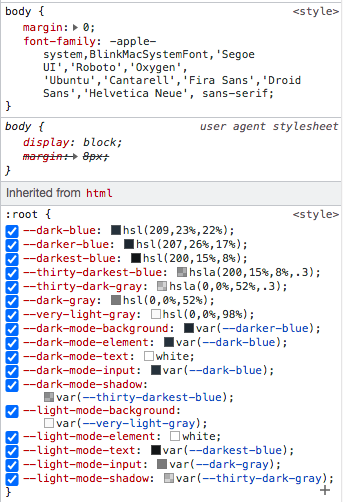 body {
<style>
margin: 0;
font-family: -apple-
system,BlinkMacSystemFont,'Segoe
UI','Roboto','Oxygen',
'Ubuntu','Cantarell','Fira Sans','Droid
Sans','Helvetica Neue', sans-serif;
}
body {
user agent stylesheet
display: block;
margin: 8px;
}
Inherited from html
:root {
<style>
--dark-blue: hsl(209,23%,22%);
--darker-blue: hsl(207,26%,17%);
--darkest-blue: hsl(200,15%,8%);
--thirty-darkest-blue: hsla(200,15%,8%,.3);
--thirty-dark-gray: hsla(0,0%,52%,.3);
--dark-gray: hsl(0,0%,52%);
--very-light-gray: hsl(0,0%,98%);
--dark-mode-background: var(--darker-blue);
--dark-mode-element: var(--dark-blue);
--dark-mode-text: white;
--dark-mode-input: var(--dark-blue);
--dark-mode-shadow:
var(--thirty-darkest-blue);
--light-mode-background:
var(--very-light-gray);
--light-mode-element: white;
--light-mode-text: var(--darkest-blue);
--light-mode-input: var(--dark-gray);
--light-mode-shadow: var(--thirty-dark-gray);
}